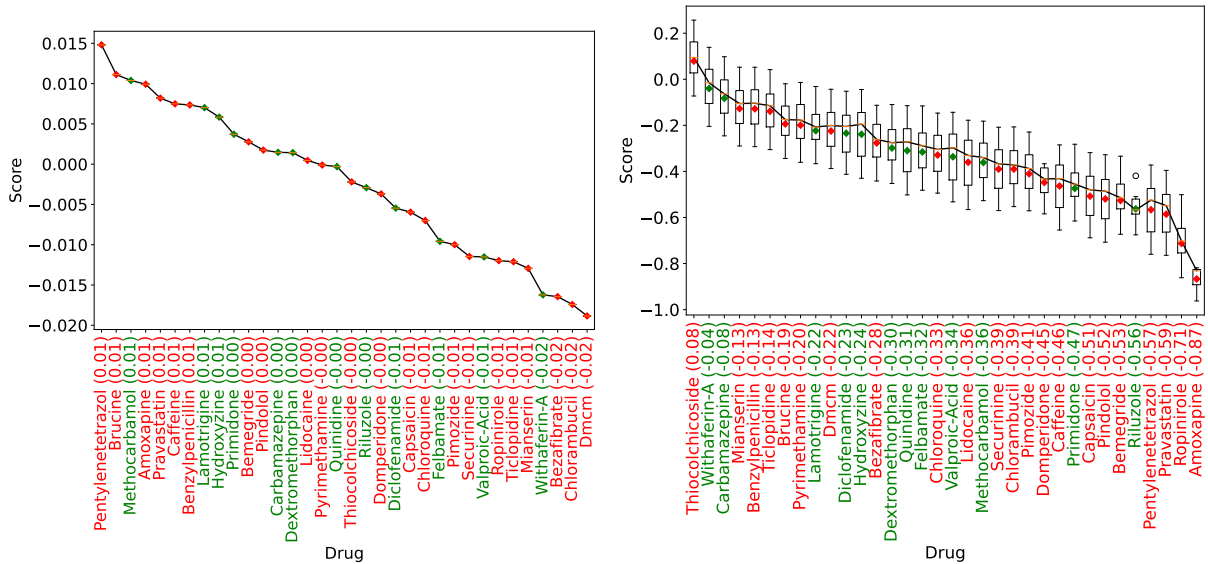 0.015
0.010
0.005
0.000
−0.005
−0.010
−0.015
−0.020
Score
Pentylenetetrazol (0.01)
Brucine (0.01)
Methocarbamol (0.01)
Amoxapine (0.01)
Pravastatin (0.01)
Caffeine (0.01)
Benzylpenicillin (0.01)
Lamotrigine (0.01)
Hydroxyzine (0.01)
Primidone (0.00)
Bemegride (0.00)
Pindolol (0.00)
Carbamazepine (0.00)
Dextromethorphan (0.00)
Lidocaine (0.00)
Pyrimethamine (-0.00)
Quinidine (-0.00)
Thiocolchicoside (-0.00)
Riluzole (-0.00)
Domperidone (-0.00)
Diclofenamide (-0.01)
Capsaicin (-0.01)
Chloroquine (-0.01)
Felbamate (-0.01)
Pimozide (-0.01)
Securinine (-0.01)
Valproic-Acid (-0.01)
Ropinirole (-0.01)
Ticlopidine (-0.01)
Mianserin (-0.01)
Withaferin-A (-0.02)
Bezafibrate (-0.02)
Chlorambucil (-0.02)
Dmcm (-0.02)
Drug
0.2
0.0
−0.2
−0.4
−0.6
−0.8
−1.0
Score
Thiocolchicoside (0.08)
Withaferin-A (-0.04)
Carbamazepine (-0.08)
Mianserin (-0.13)
Benzylpenicillin (-0.13)
Ticlopidine (-0.14)
Brucine (-0.19)
Pyrimethamine (-0.20)
Lamotrigine (-0.22)
Dmcm (-0.22)
Diclofenamide (-0.23)
Hydroxyzine (-0.24)
Bezafibrate (-0.28)
Dextromethorphan (-0.30)
Quinidine (-0.31)
Felbamate (-0.32)
Chloroquine (-0.33)
Valproic-Acid (-0.34)
Lidocaine (-0.36)
Methocarbamol (-0.36)
Securinine (-0.39)
Chlorambucil (-0.39)
Pimozide (-0.41)
Domperidone (-0.45)
Caffeine (-0.46)
Primidone (-0.47)
Capsaicin (-0.51)
Pindolol (-0.52)
Bemegride (-0.53)
Riluzole (-0.56)
Pentylenetetrazol (-0.57)
Pravastatin (-0.59)
Ropinirole (-0.71)
Amoxapine (-0.87)
Drug